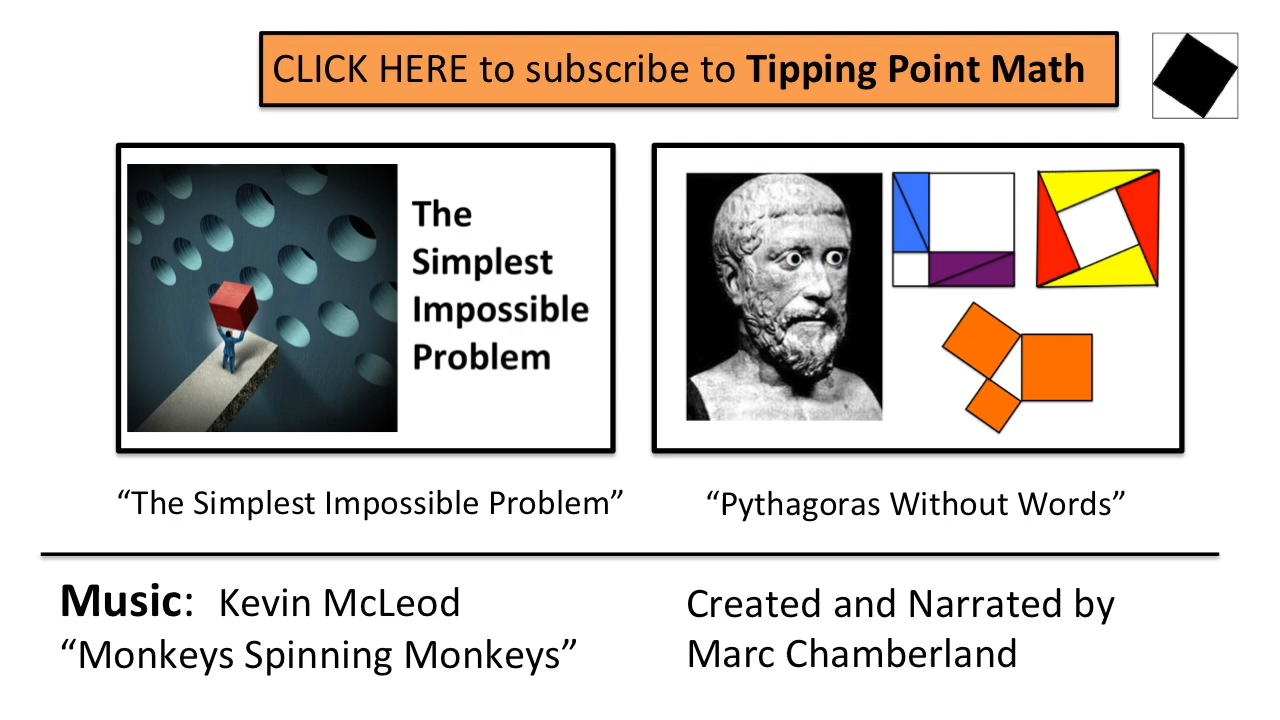 CLICK HERE to subscribe to Tipping Point Math
The
Simplest
Impossible
Problem
“The Simplest Impossible Problem”
“Pythagoras Without Words”
Music: Kevin McLeod
“Monkeys Spinning Monkeys”
Created and Narrated by
Marc Chamberland